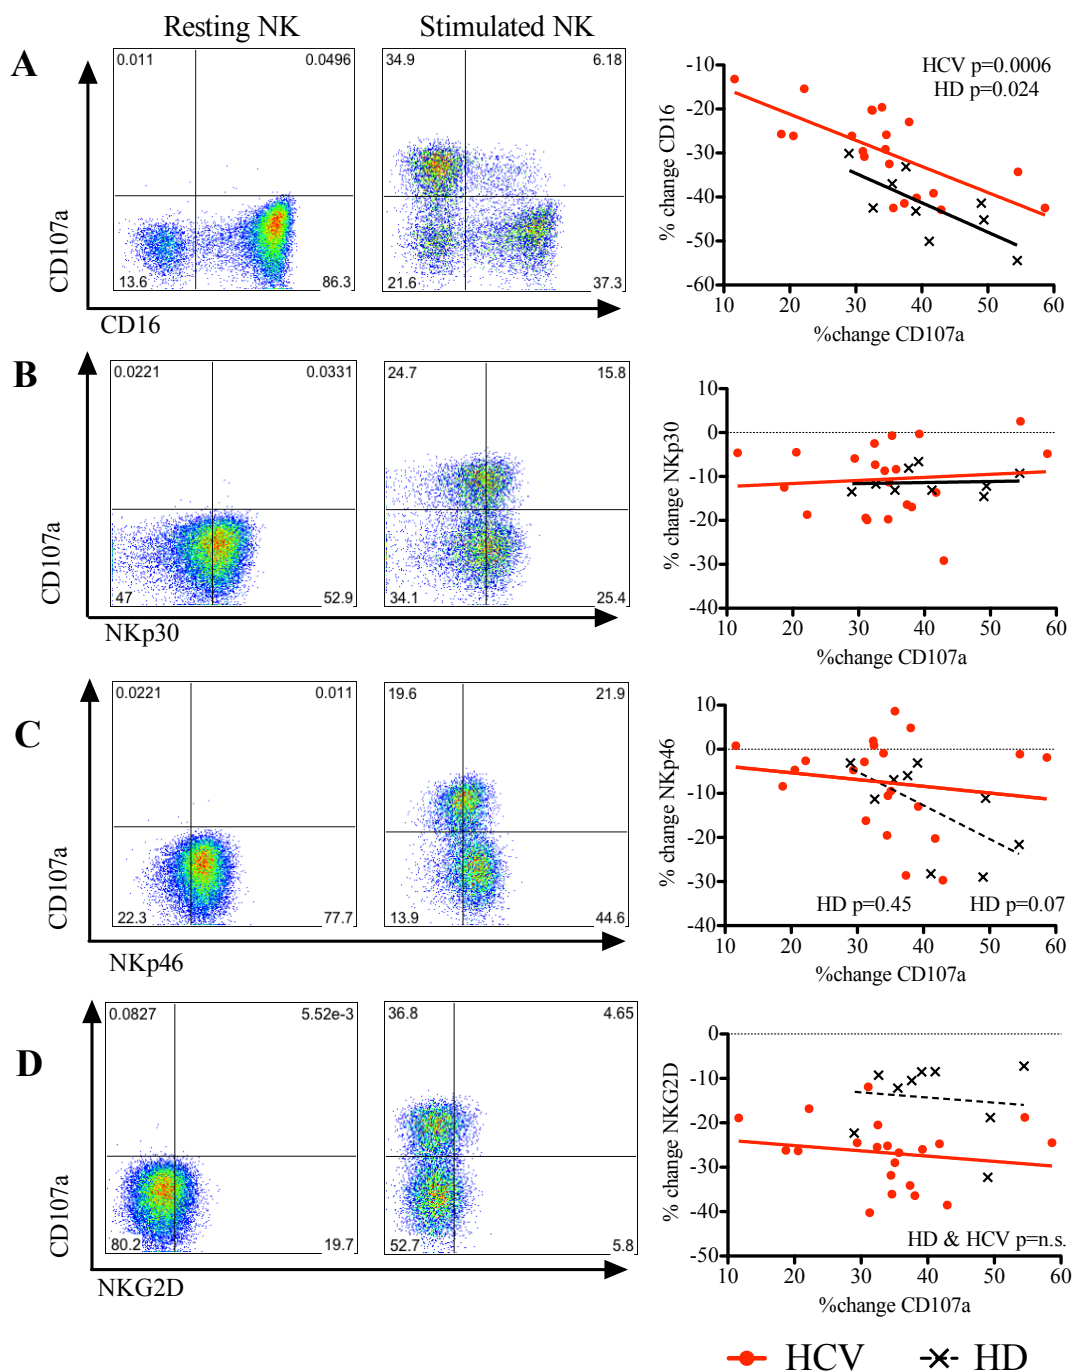 Resting NK
Stimulated NK
A
0.011
0.0496
13.6
86.3
34.9
6.18
21.6
37.3
CD107a
CD16
HCV p=0.0006
HD p=0.024
% change CD16
-10
-20
-30
-40
-50
-60
10 20 30 40 50 60
%change CD107a
B
0.0221
0.0331
47
52.9
24.7
15.8
34.1
25.4
CD107a
NKp30
% change NKp30
10
0
-10
-20
-30
-40
10 20 30 40 50 60
%change CD107a
C
0.0221
0.011
22.3
77.7
19.6
21.9
13.9
44.6
CD107a
NKp46
% change NKp46
10
0
-10
-20
-30
-40
HD p=0.45
HD p=0.07
10 20 30 40 50 60
%change CD107a
D
0.0827
5.52e-3
80.2
19.7
36.8
4.65
52.7
5.8
CD107a
NKG2D
% change NKG2D
0
-10
-20
-30
-40
-50
HD & HCV p=n.s.
10 20 30 40 50 60
%change CD107a
HCV
HD